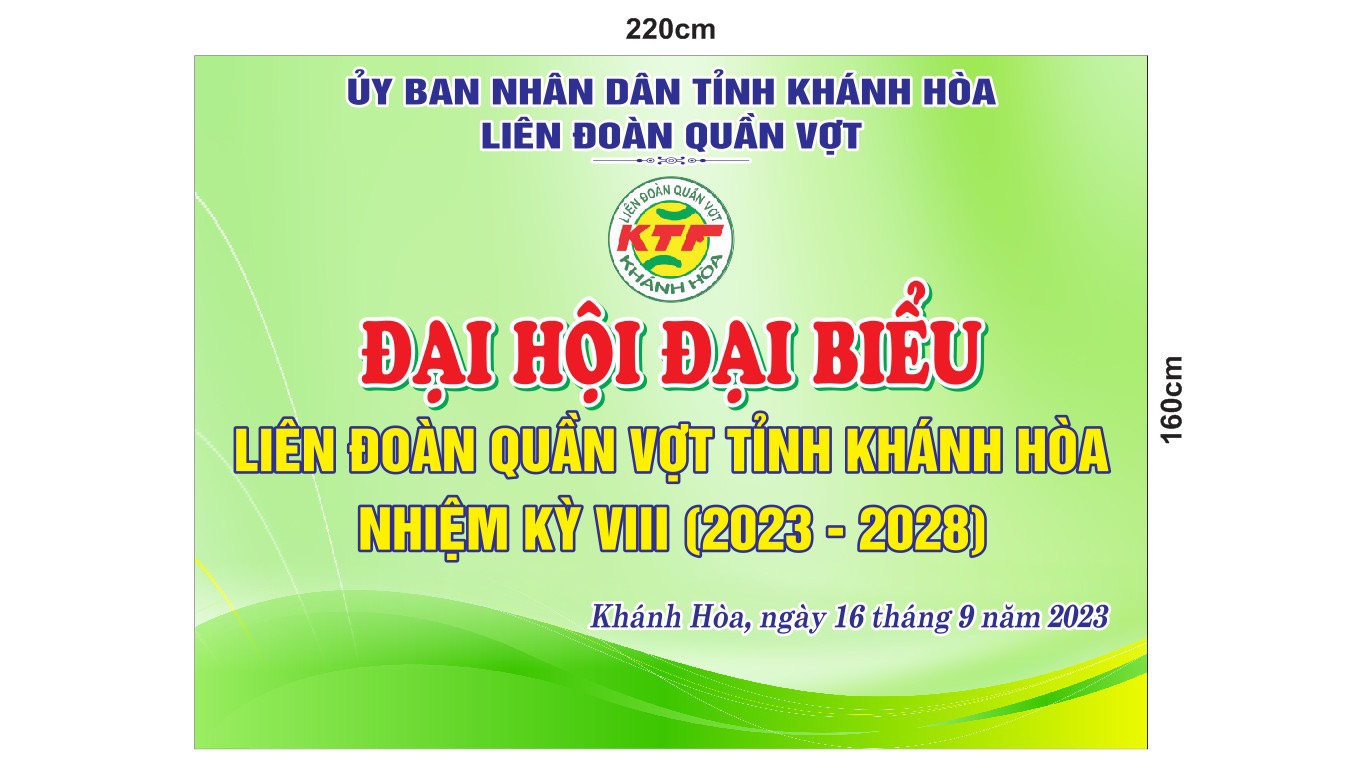 220cm
ỦY BAN NHÂN DÂN TỈNH KHÁNH HÒA
LIÊN ĐOÀN QUẦN VỢT
LIÊN ĐOÀN QUẦN VỢT
KTF
KHÁNH HÒA
ĐẠI HỘI ĐẠI BIỂU
160cm
LIÊN ĐOÀN QUẦN VỢT TỈNH KHÁNH HÒA
NHIỆM KỲ VIII (2023 - 2028)
Khánh Hòa, ngày 16 tháng 9 năm 2023